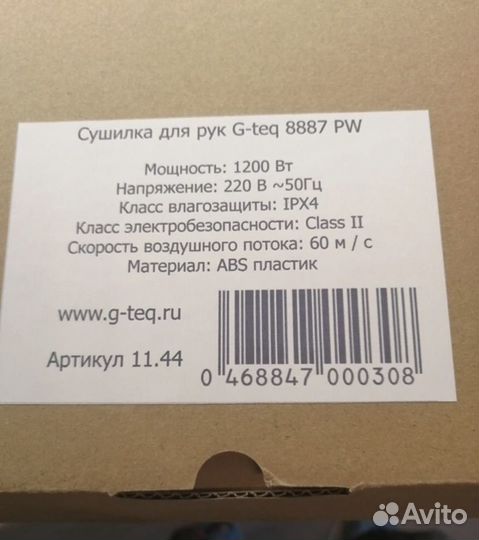 Сушилка для рук G-teq 8887 PW
Мощность: 1200 Вт
Напряжение: 220 В ~50Гц
Класс влагозащиты: IPX4
Класс электробезопасности: Class II
Скорость воздушного потока: 60 м / с
Материал: ABS пластик
www.g-teq.ru
Артикул 11.44
0 468847 000308
Avito